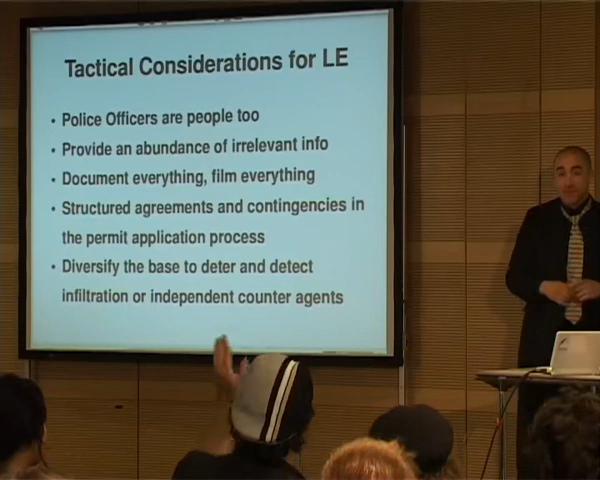 Tactical Considerations for LE
• Police Officers are people too
• Provide an abundance of irrelevant info
• Document everything, film everything
• Structured agreements and contingencies in
the permit application process
• Diversify the base to deter and detect
infiltration or independent counter agents